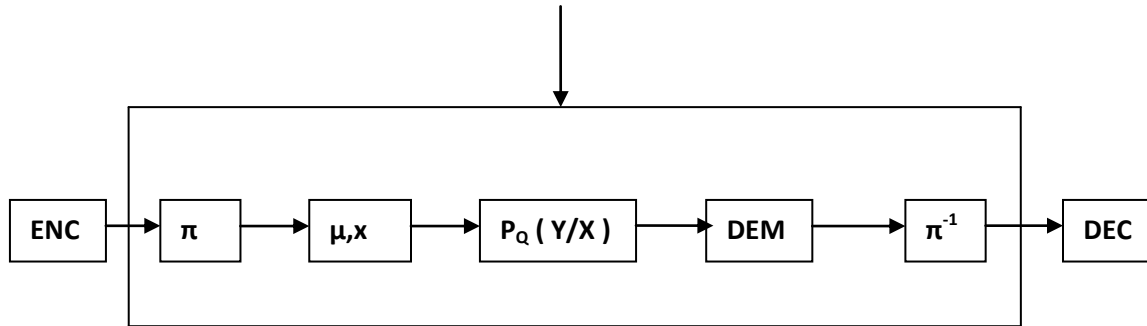 ENC π μ,x P_Q ( Y/X ) DEM π⁻¹ DEC